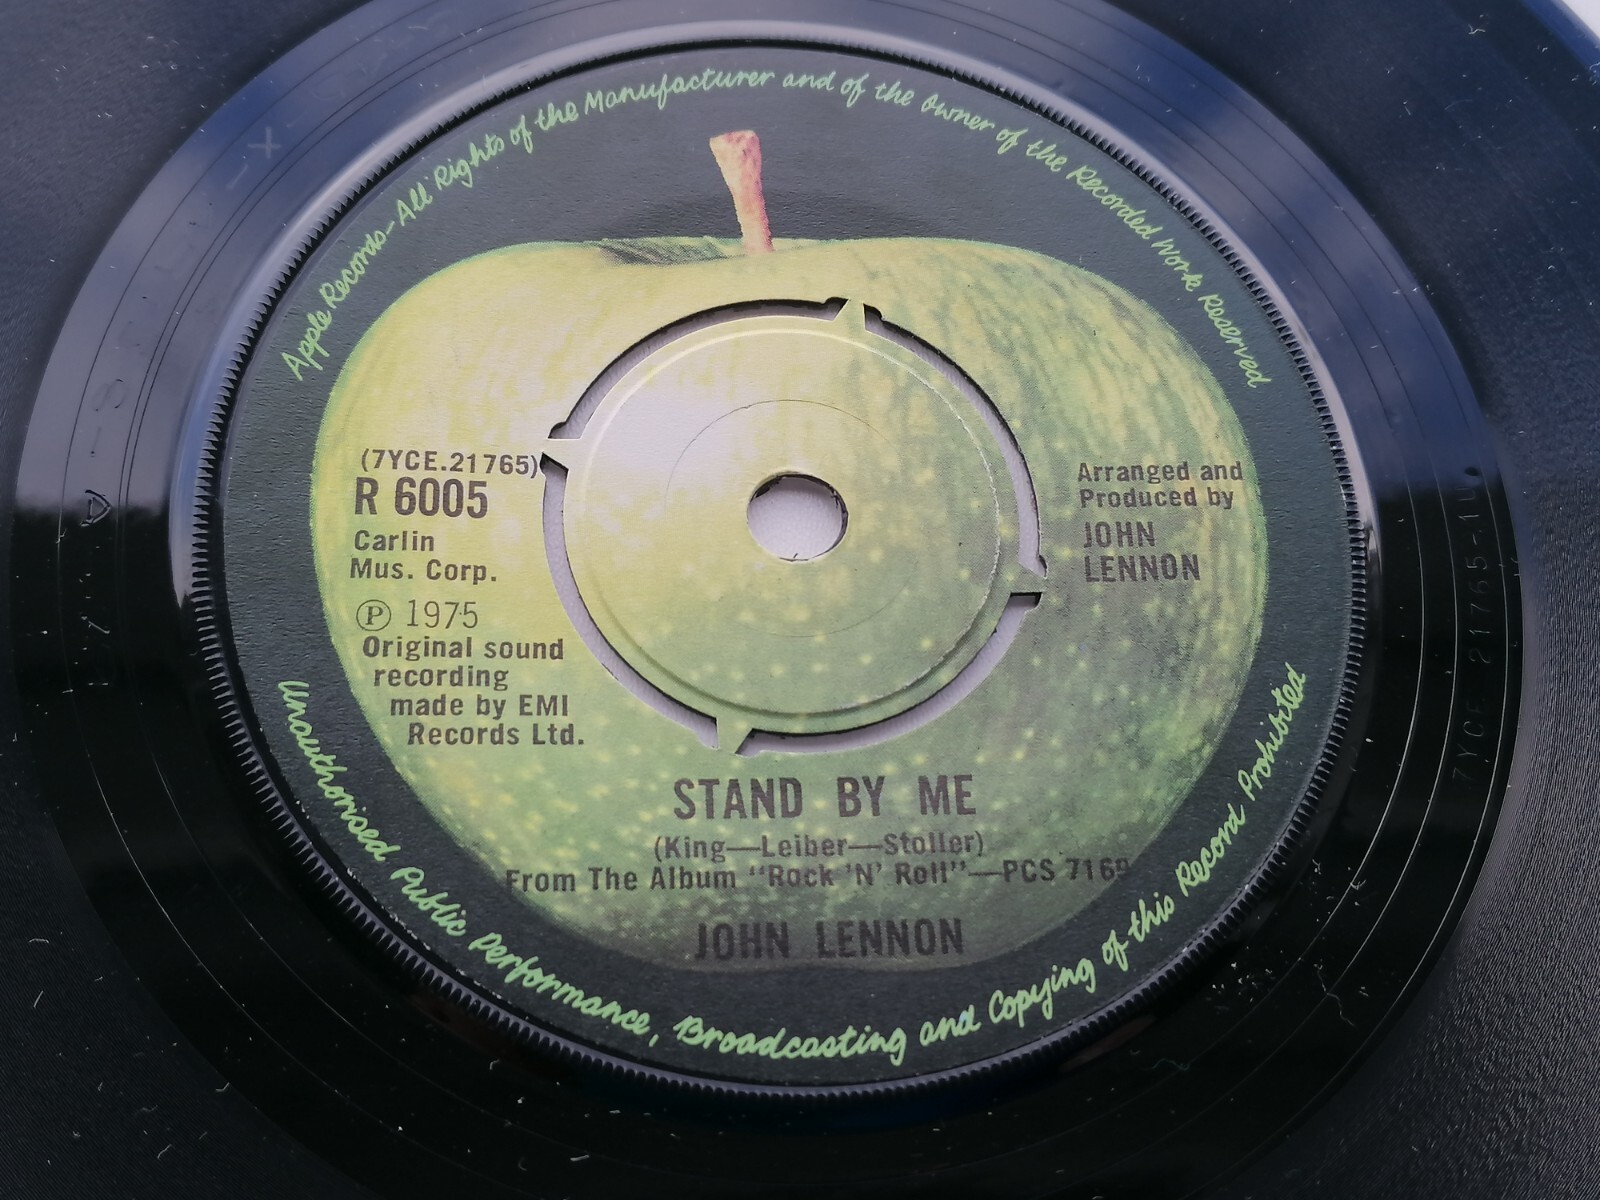 Apple Records-All Rights of the Manufacturer and of the Owner of the Recorded Work Reserved
(7YCE.21765)
R 6005
Carlin
Mus. Corp.
Ⓟ 1975
Original sound
recording
made by EMI
Records Ltd.
Arranged and
Produced by
JOHN
LENNON
STAND BY ME
(King—Leiber—Stoller)
From The Album "Rock 'N' Roll"—PCS 7169
JOHN LENNON
Unauthorised Public Performance, Broadcasting and Copying of this Record Prohibited
7YCE 21765-1U